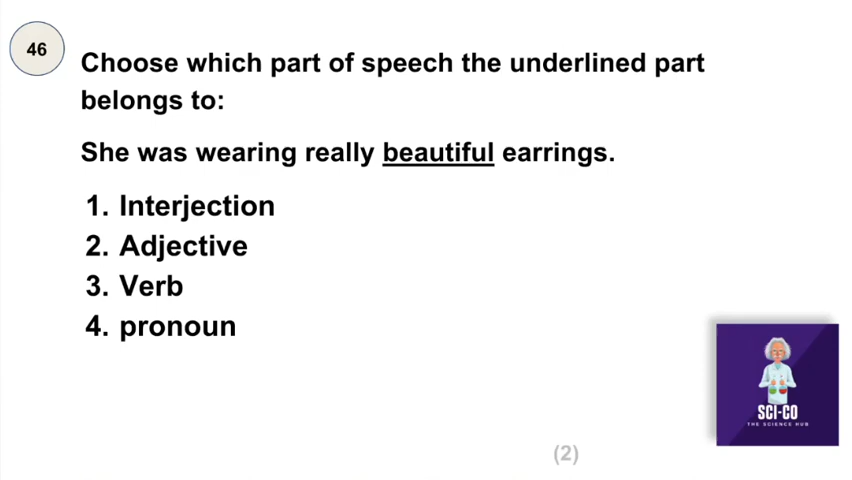 46
Choose which part of speech the underlined part
belongs to:
She was wearing really beautiful earrings.
1. Interjection
2. Adjective
3. Verb
4. pronoun
SCI-CO
THE SCIENCE HUB
(2)